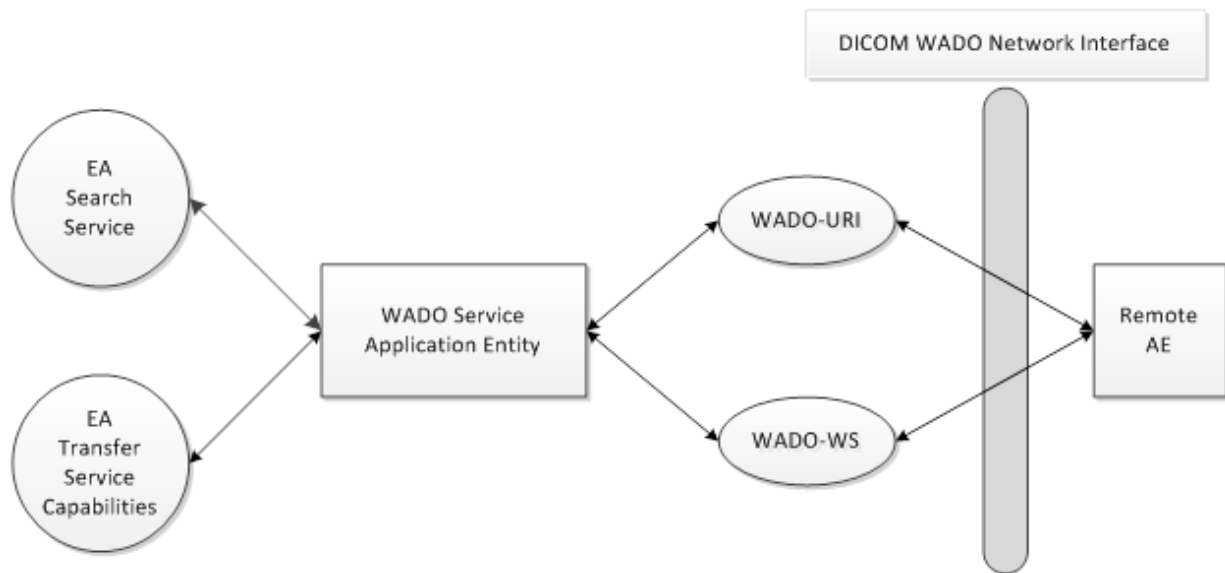 DICOM WADO Network Interface
EA
Search
Service
WADO-URI
WADO Service
Application Entity
Remote
AE
EA
Transfer
Service
Capabilities
WADO-WS